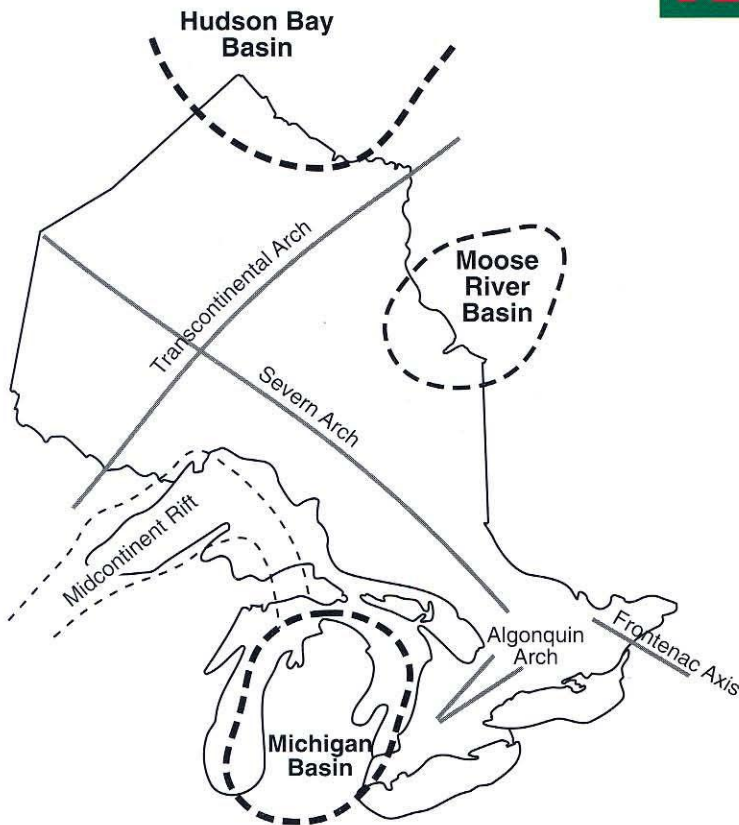 Hudson Bay
Basin
Transcontinental Arch
Moose
River
Basin
Severn Arch
Midcontinent Rift
Algonquin
Arch
Frontenac Axis
Michigan
Basin